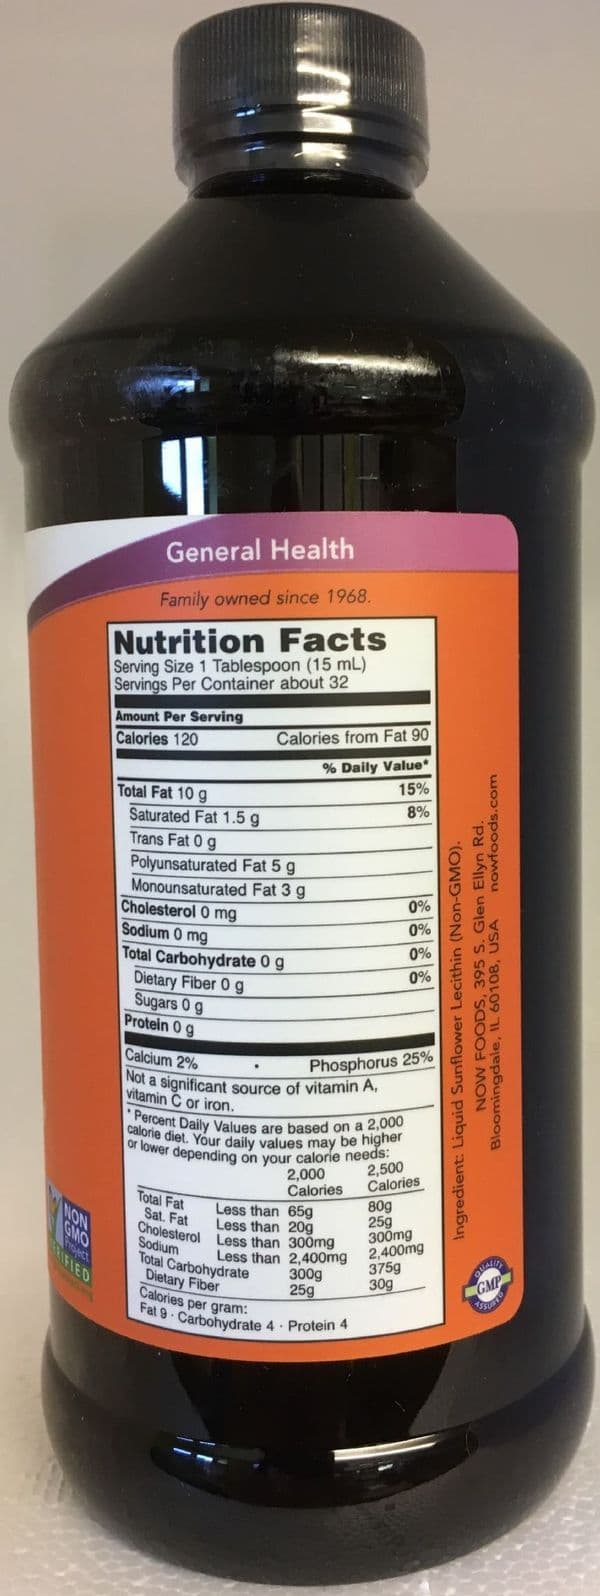 General Health
Family owned since 1968.
Nutrition Facts
Serving Size 1 Tablespoon (15 mL)
Servings Per Container about 32
Amount Per Serving
Calories 120 Calories from Fat 90
% Daily Value*
Total Fat 10 g 15%
Saturated Fat 1.5 g 8%
Trans Fat 0 g
Polyunsaturated Fat 5 g
Monounsaturated Fat 3 g
Cholesterol 0 mg 0%
Sodium 0 mg 0%
Total Carbohydrate 0 g 0%
Dietary Fiber 0 g 0%
Sugars 0 g
Protein 0 g
Calcium 2% • Phosphorus 25%
Not a significant source of vitamin A,
vitamin C or iron.
* Percent Daily Values are based on a 2,000
calorie diet. Your daily values may be higher
or lower depending on your calorie needs:
2,000 2,500
Calories Calories
Total Fat Less than 65g 80g
Sat. Fat Less than 20g 25g
Cholesterol Less than 300mg 300mg
Sodium Less than 2,400mg 2,400mg
Total Carbohydrate 300g 375g
Dietary Fiber 25g 30g
Calories per gram:
Fat 9 · Carbohydrate 4 · Protein 4
Ingredient: Liquid Sunflower Lecithin (Non-GMO).
NOW FOODS, 395 S. Glen Ellyn Rd.
Bloomingdale, IL 60108, USA nowfoods.com
NON
GMO
Project
VERIFIED
QUALITY
GMP
ASSURED